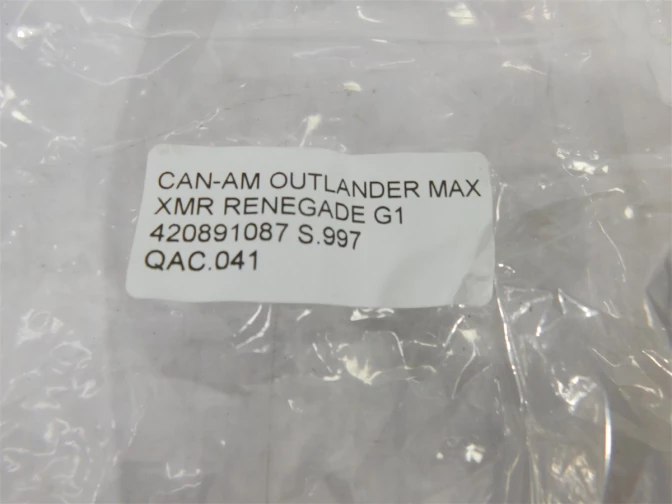 CAN-AM OUTLANDER MAX
XMR RENEGADE G1
420891087 S.997
QAC.041